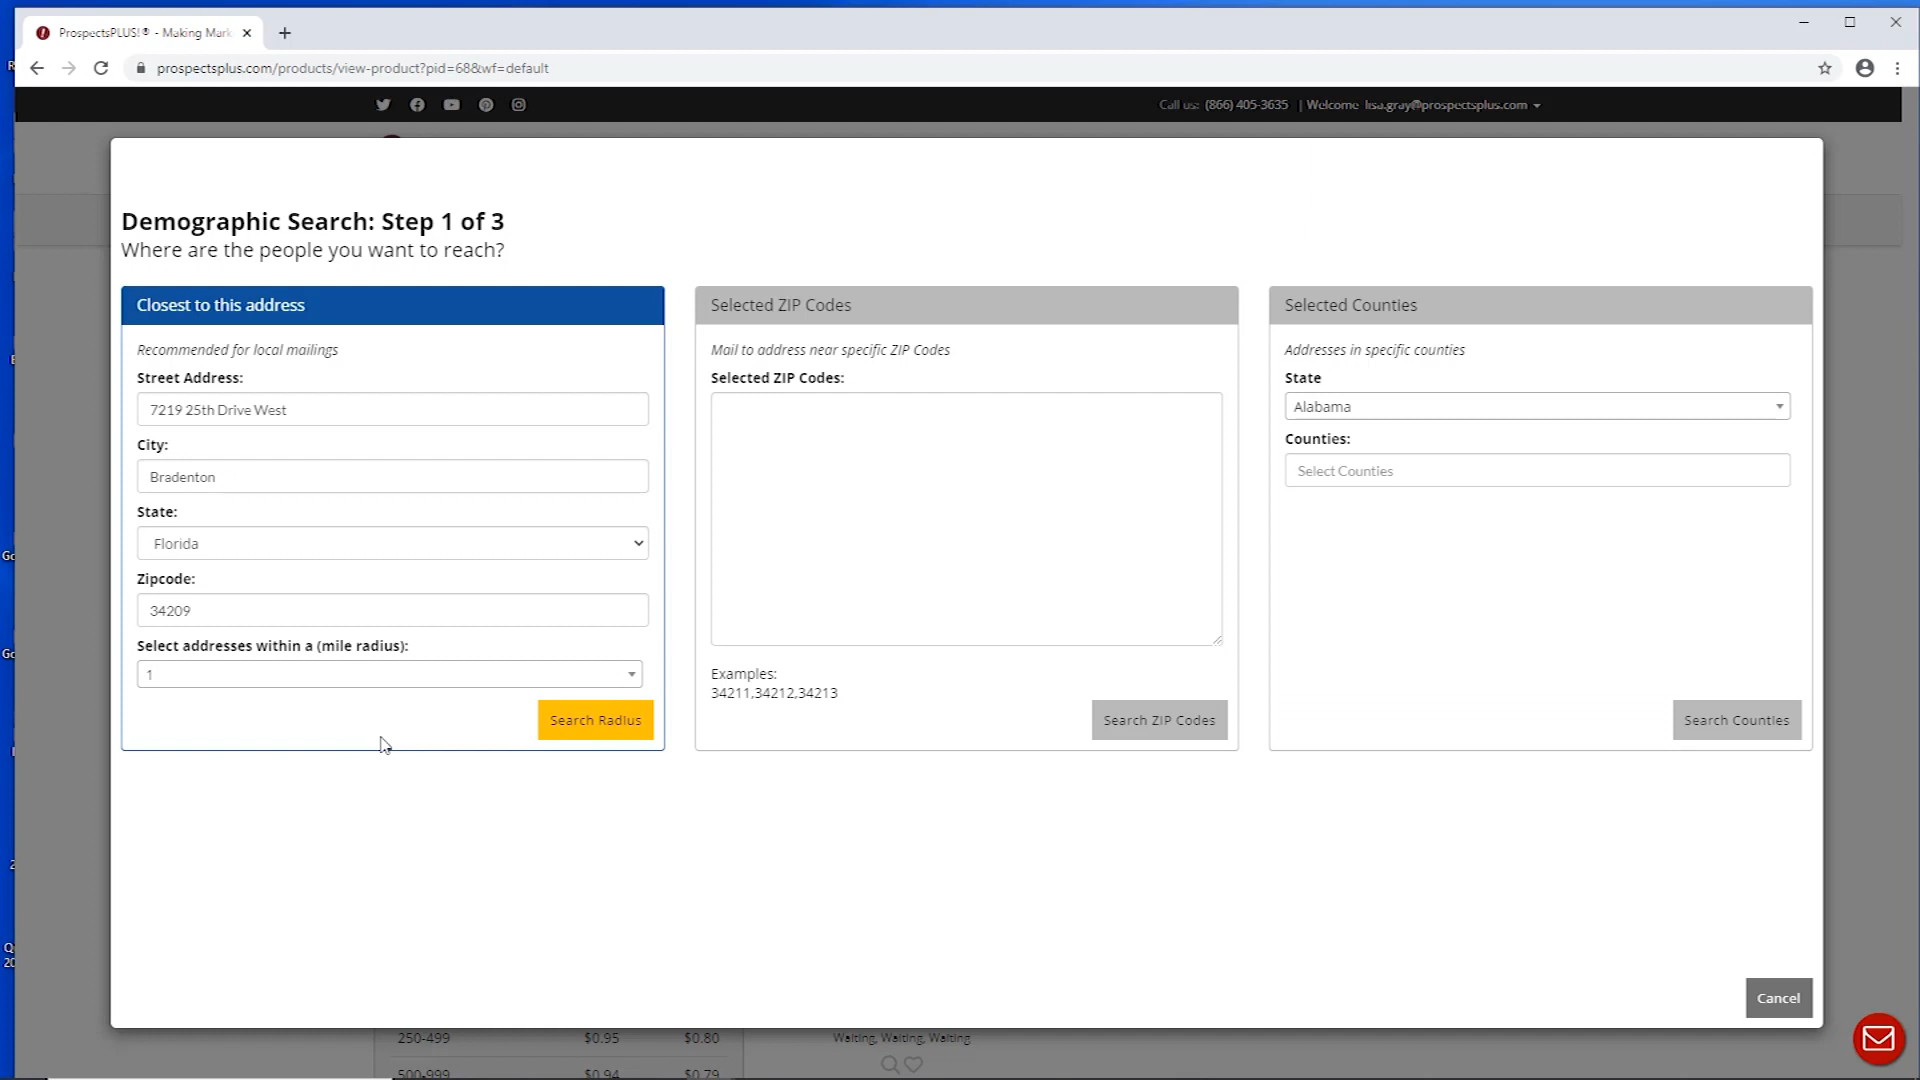 ProspectsPLUS!® - Making Mark
prospectsplus.com/products/view-product?pid=68&wf=default
Call us: (866) 405-3635 | Welcome lisa.gray@prospectsplus.com
Demographic Search: Step 1 of 3
Where are the people you want to reach?
Closest to this address
Recommended for local mailings
Street Address:
7219 25th Drive West
City:
Bradenton
State:
Florida
Zipcode:
34209
Select addresses within a (mile radius):
1
Search Radius
Selected ZIP Codes
Mail to address near specific ZIP Codes
Selected ZIP Codes:
Examples:
34211,34212,34213
Search ZIP Codes
Selected Counties
Addresses in specific counties
State
Alabama
Counties:
Select Counties
Search Counties
Cancel
250-499 $0.95 $0.80
Waiting, Waiting, Waiting
500-999 $0.94 $0.79